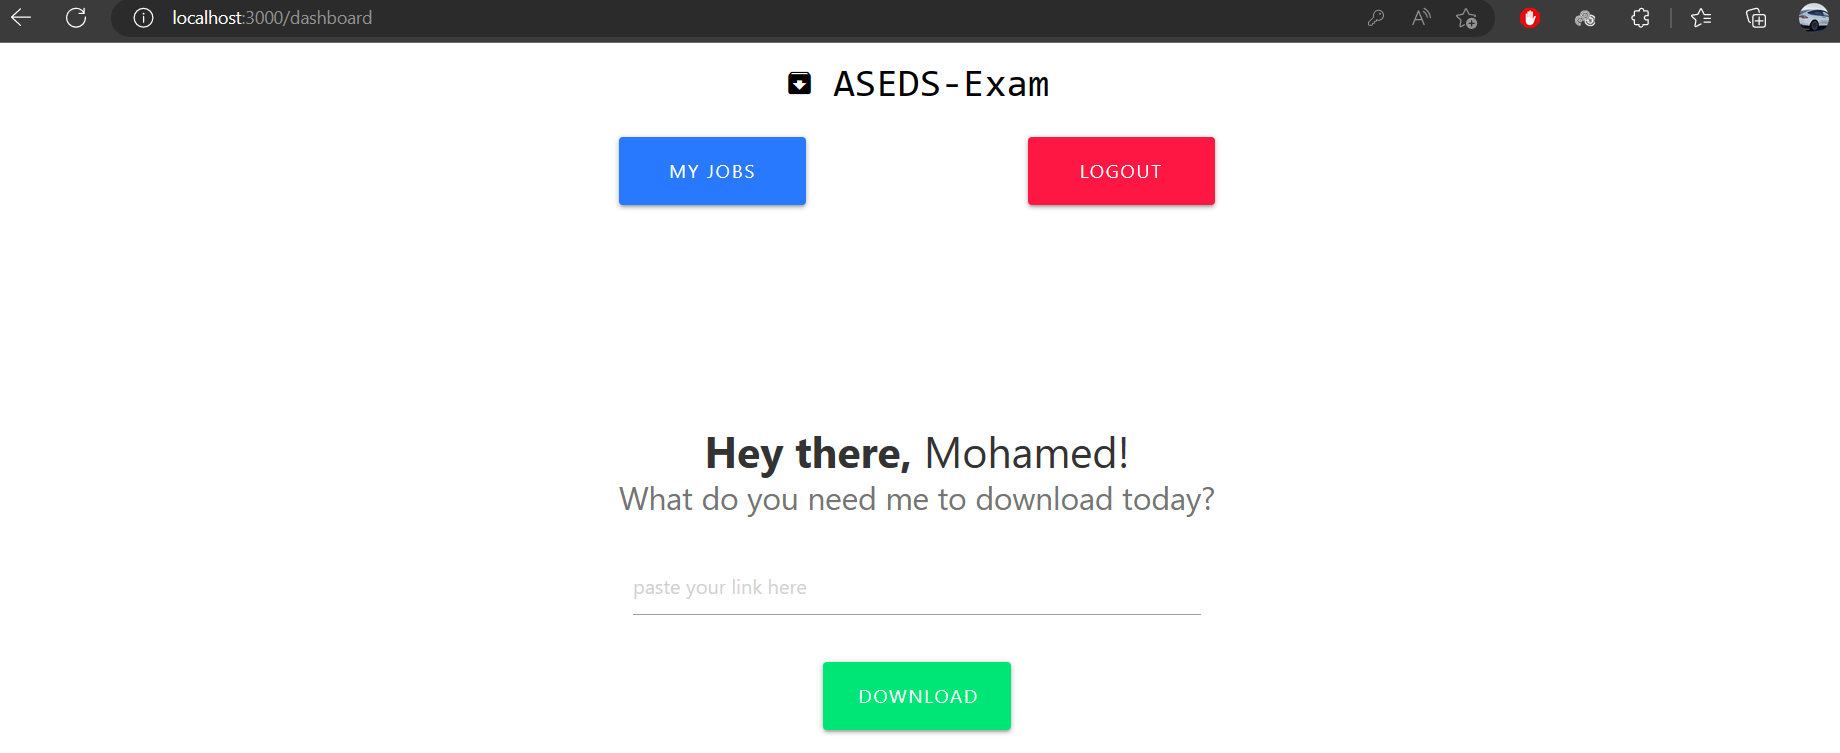 localhost:3000/dashboard
ASEDS-Exam
MY JOBS
LOGOUT
Hey there, Mohamed!
What do you need me to download today?
paste your link here
DOWNLOAD